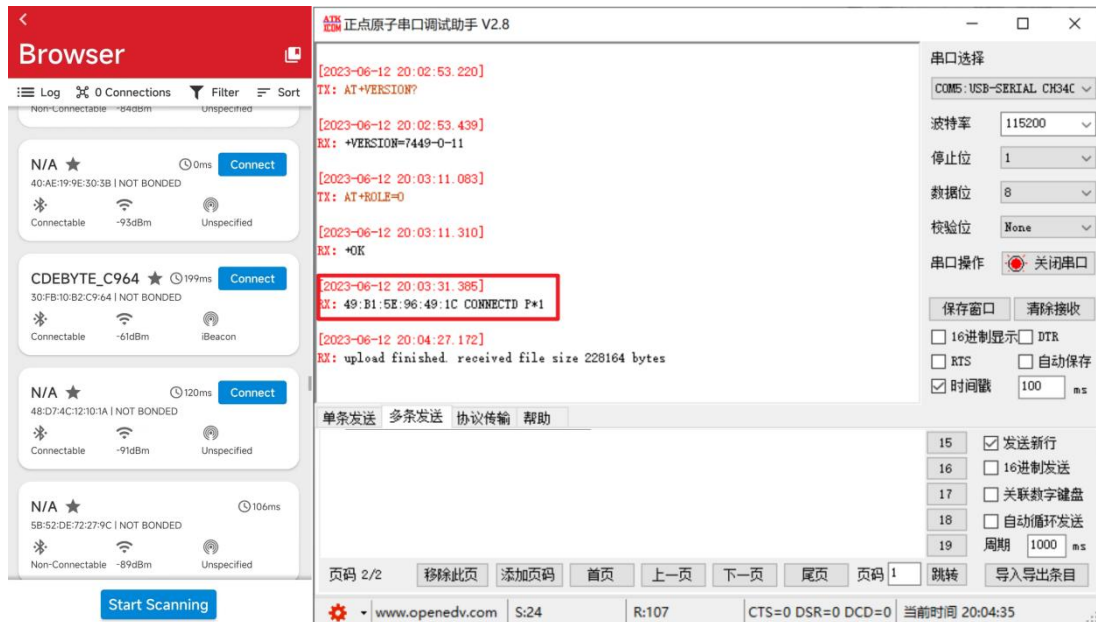 Browser
Log 0 Connections Filter Sort
Non-Connectable -84dBm Unspecified
N/A 0ms Connect
40:AE:19:9E:30:3B | NOT BONDED
Connectable -93dBm Unspecified
CDEBYTE_C964 199ms Connect
30:FB:10:B2:C9:64 | NOT BONDED
Connectable -61dBm iBeacon
N/A 120ms Connect
48:D7:4C:12:10:1A | NOT BONDED
Connectable -91dBm Unspecified
N/A 106ms
5B:52:DE:72:27:9C | NOT BONDED
Non-Connectable -89dBm Unspecified
Start Scanning
ATK
COM
正点原子串口调试助手 V2.8
[2023-06-12 20:02:53.220]
TX: AT+VERSION?
[2023-06-12 20:02:53.439]
RX: +VERSION=7449-0-11
[2023-06-12 20:03:11.083]
TX: AT+ROLE=0
[2023-06-12 20:03:11.310]
RX: +OK
[2023-06-12 20:03:31.385]
RX: 49:B1:5E:96:49:1C CONNECTD P*1
[2023-06-12 20:04:27.172]
RX: upload finished. received file size 228164 bytes
串口选择
COM5:USB-SERIAL CH34C
波特率 115200
停止位 1
数据位 8
校验位 None
串口操作 关闭串口
保存窗口 清除接收
16进制显示 DTR
RTS 自动保存
时间戳 100 ms
单条发送 多条发送 协议传输 帮助
15 发送新行
16 16进制发送
17 关联数字键盘
18 自动循环发送
19 周期 1000 ms
页码 2/2 移除此页 添加页码 首页 上一页 下一页 尾页 页码 1 跳转 导入导出条目
www.openedv.com S:24 R:107 CTS=0 DSR=0 DCD=0 当前时间 20:04:35